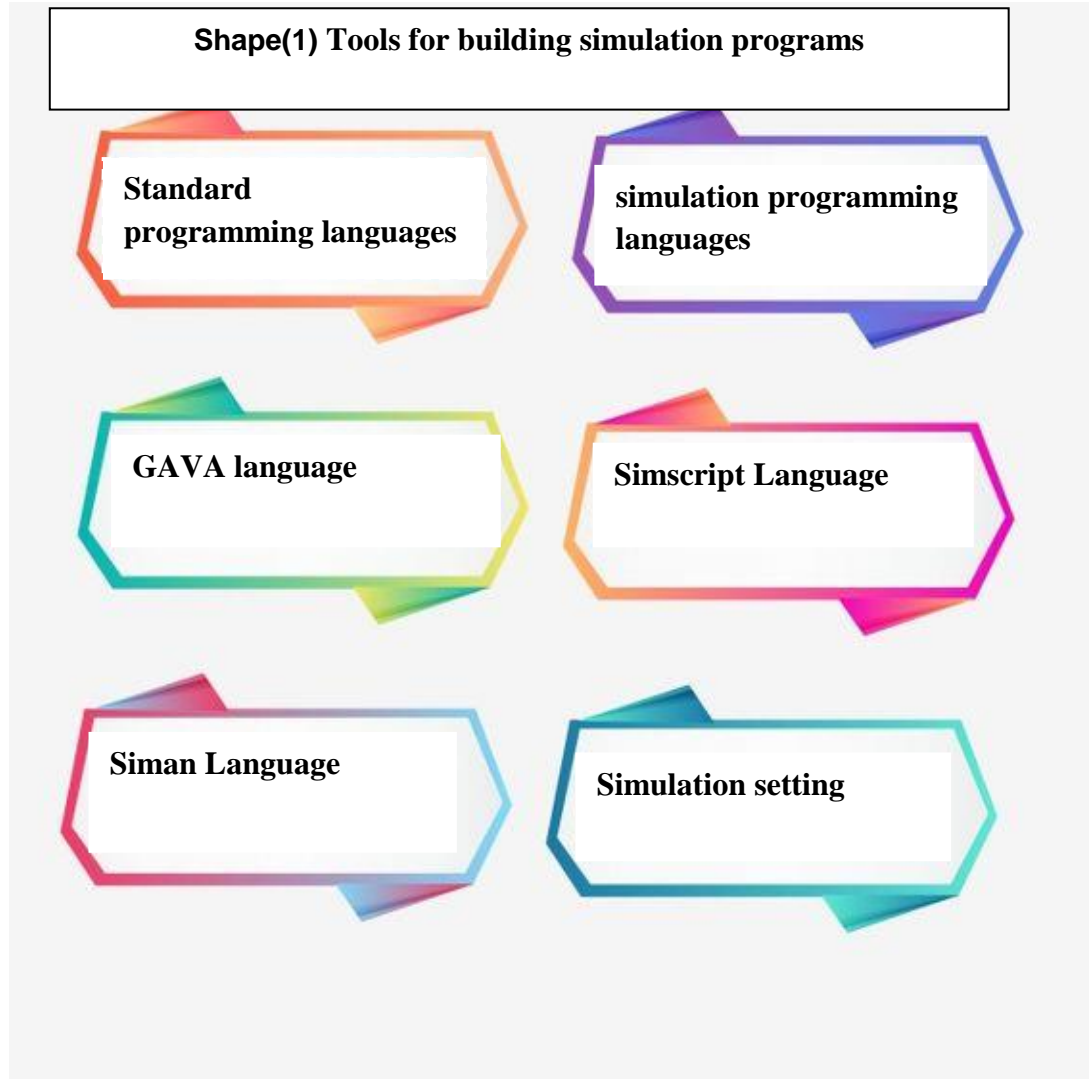 Shape(1) Tools for building simulation programs
Standard
programming languages
simulation programming
languages
GAVA language
Simscript Language
Siman Language
Simulation setting